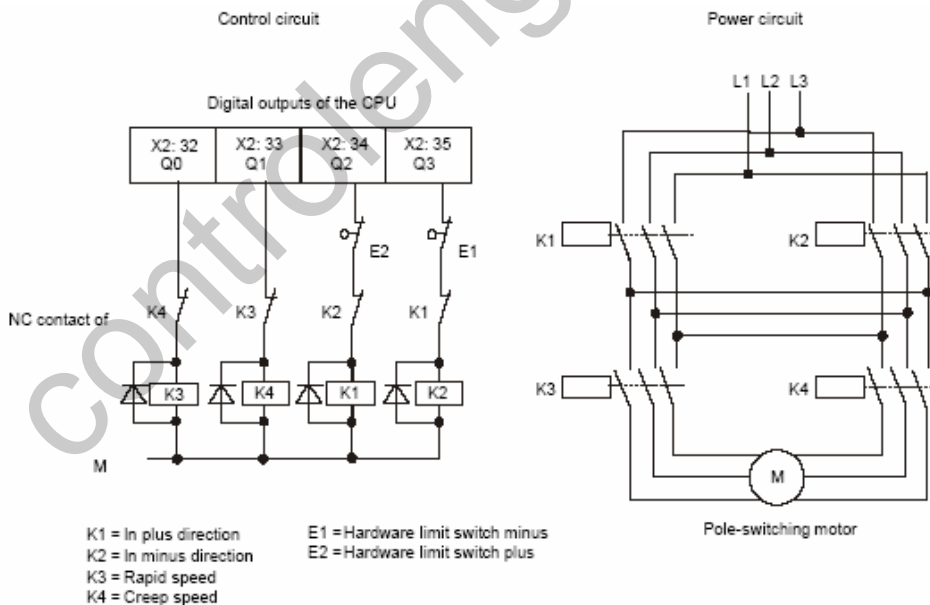 Control circuit
Power circuit
Digital outputs of the CPU
L1 L2 L3
X2: 32 X2: 33 X2: 34 X2: 35
Q0 Q1 Q2 Q3
K1
K2
E2
E1
NC contact of
K4
K3
K2
K1
K3
K4
K1
K2
K3
K4
M
M
Pole-switching motor
K1 = In plus direction
K2 = In minus direction
K3 = Rapid speed
K4 = Creep speed
E1 = Hardware limit switch minus
E2 = Hardware limit switch plus
controleng